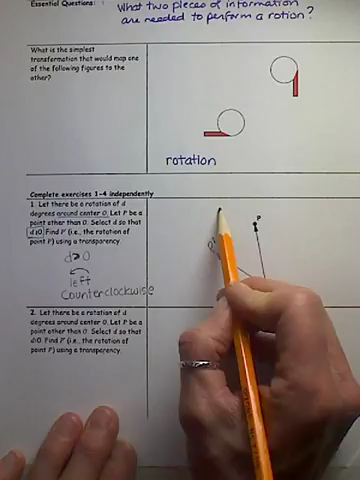 Essential Questions:
What two pieces of information
are needed to perform a rotion?
What is the simplest
transformation that would map one
of the following figures to the
other?
rotation
Complete exercises 1-4 independently
1. Let there be a rotation of d
degrees around center O. Let P be a
point other than O. Select d so that
d≥0. Find P' (i.e., the rotation of
point P) using a transparency.
P
d>0
left
counterclockwise
2. Let there be a rotation of d
degrees around center O. Let P be a
point other than O. Select d so that
d<0. Find P' (i.e., the rotation of
point P) using a transparency.